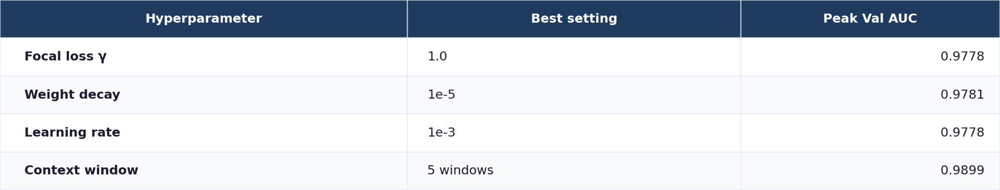 Hyperparameter Best setting Peak Val AUC
Focal loss γ 1.0 0.9778
Weight decay 1e-5 0.9781
Learning rate 1e-3 0.9778
Context window 5 windows 0.9899